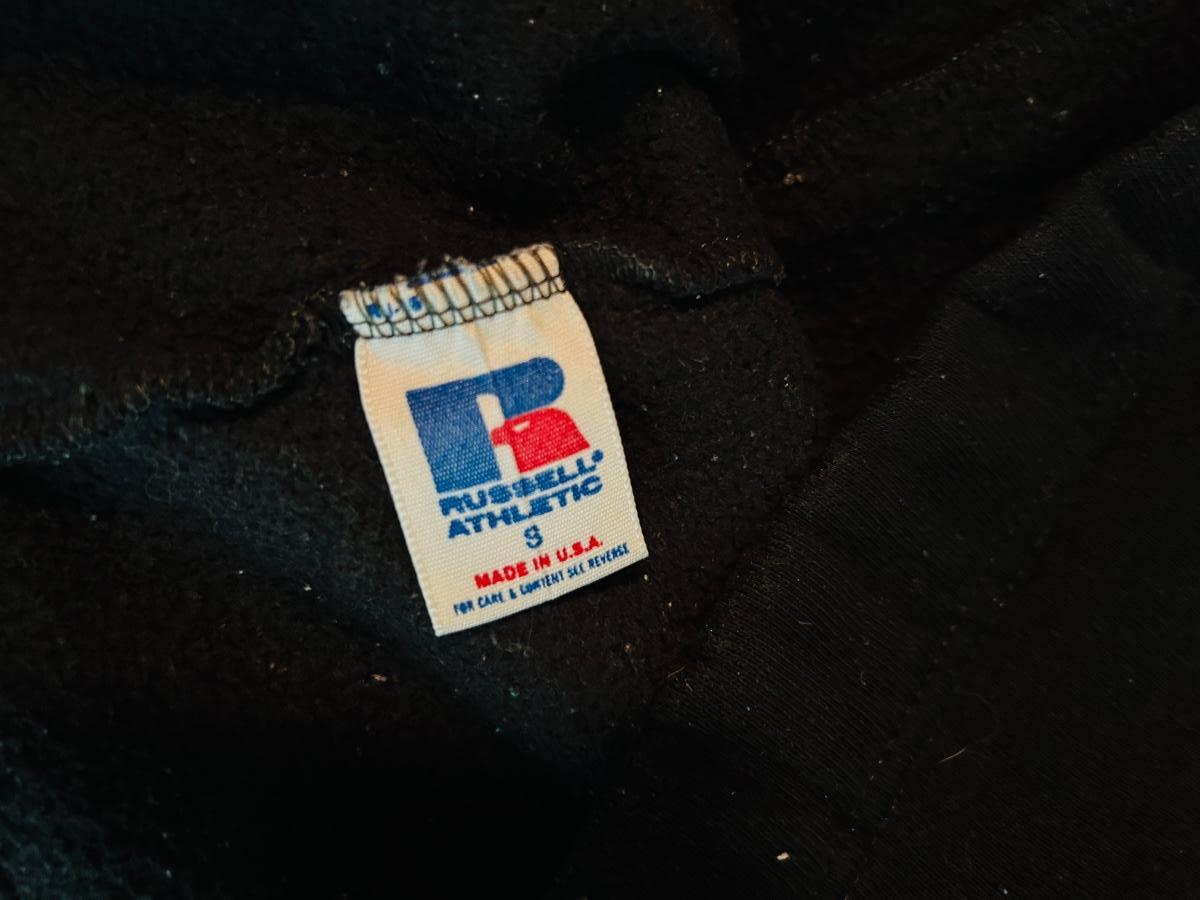 RUSSELL®
ATHLETIC
S
MADE IN U.S.A.
FOR CARE & CONTENT SEE REVERSE